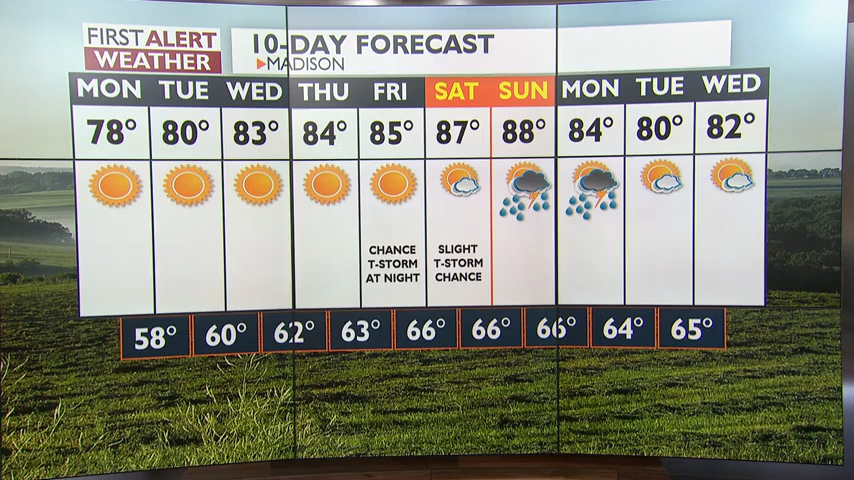 FIRST ALERT
WEATHER
10-DAY FORECAST
MADISON
MON TUE WED THU FRI SAT SUN MON TUE WED
78° 80° 83° 84° 85° 87° 88° 84° 80° 82°
CHANCE
T-STORM
AT NIGHT
SLIGHT
T-STORM
CHANCE
58° 60° 62° 63° 66° 66° 66° 64° 65°